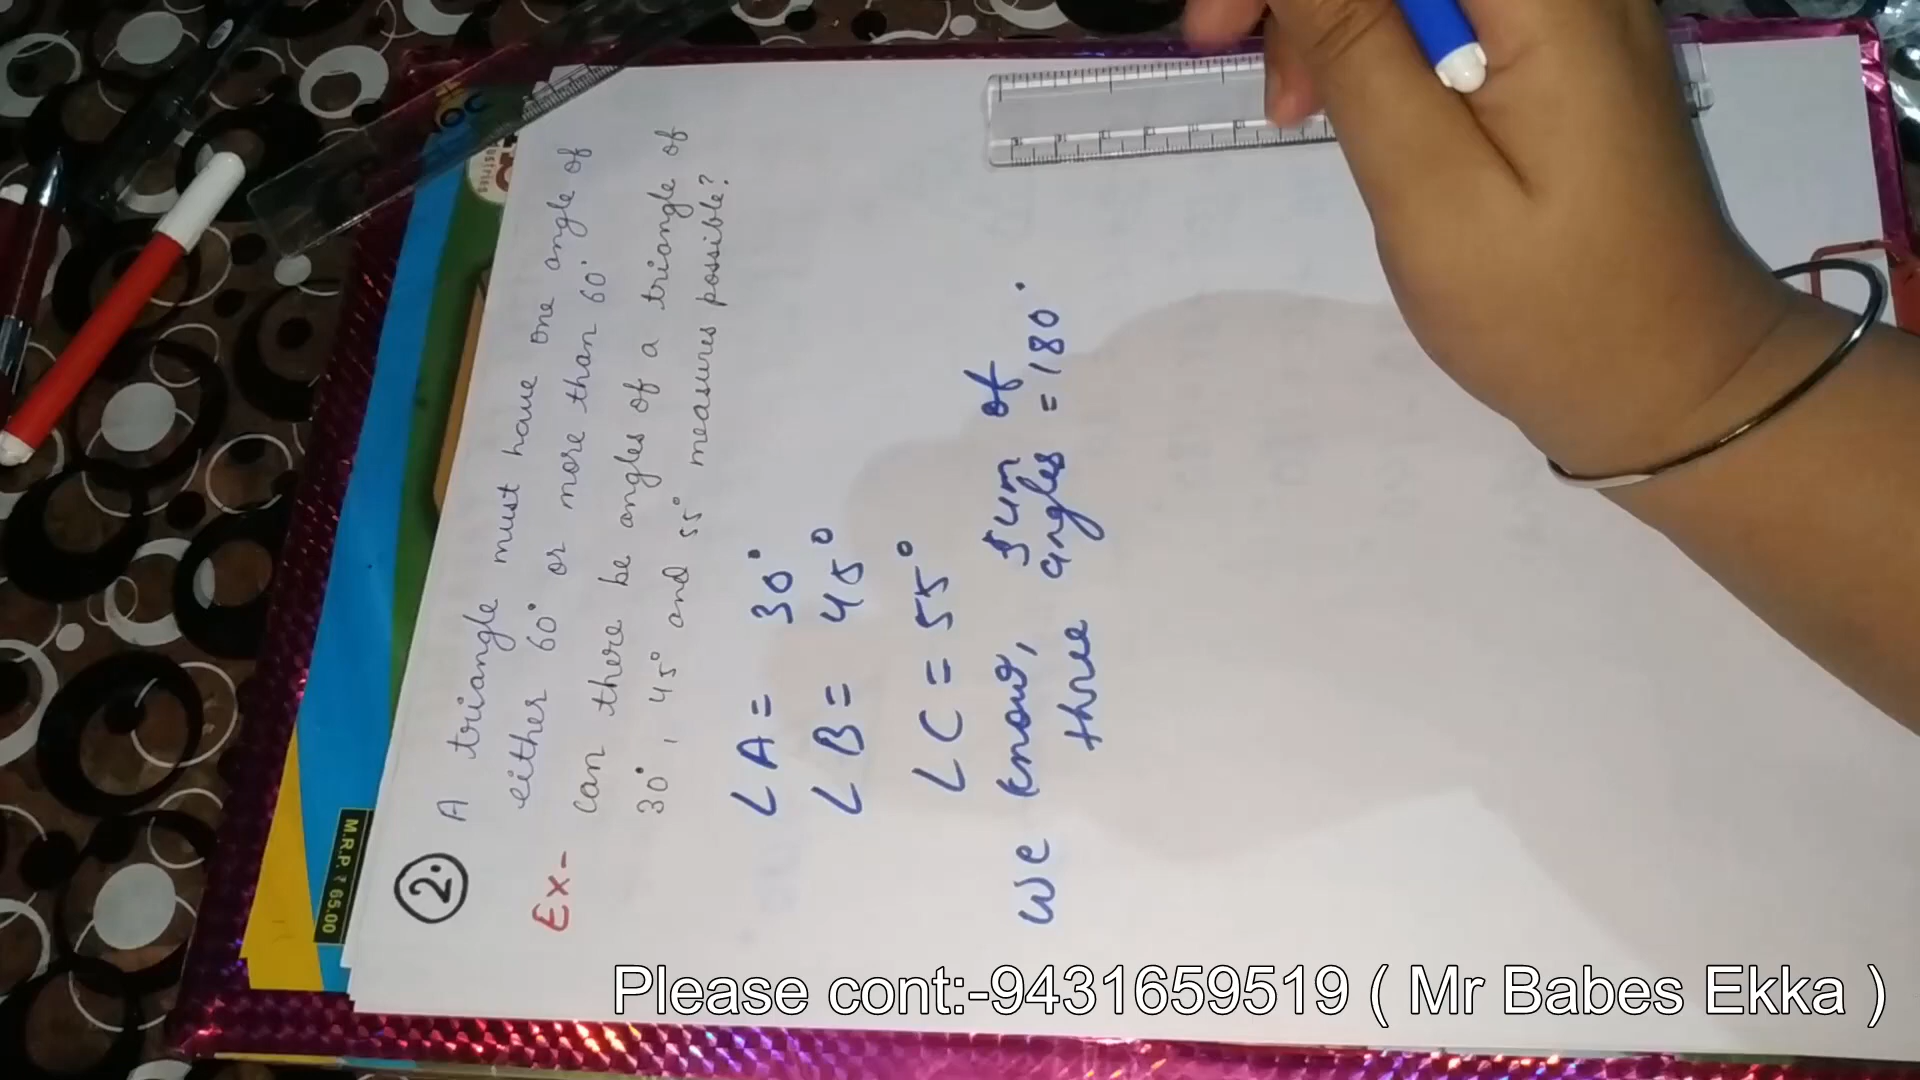 2.
A triangle must have one angle of
either 60° or more than 60°
Ex-
Can there be angles of a triangle of
30°, 45° and 55° measures possible?
∠A = 30°
∠B = 45°
∠C = 55°
We know, sum of
three angles = 180°
M.R.P. ₹ 65.00
Please cont:-9431659519 ( Mr Babes Ekka )